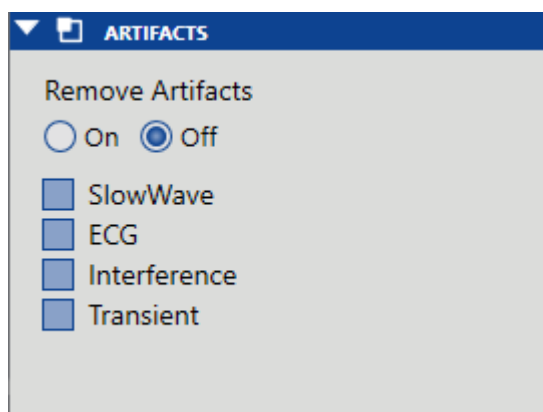 ARTIFACTS
Remove Artifacts
On Off
SlowWave
ECG
Interference
Transient